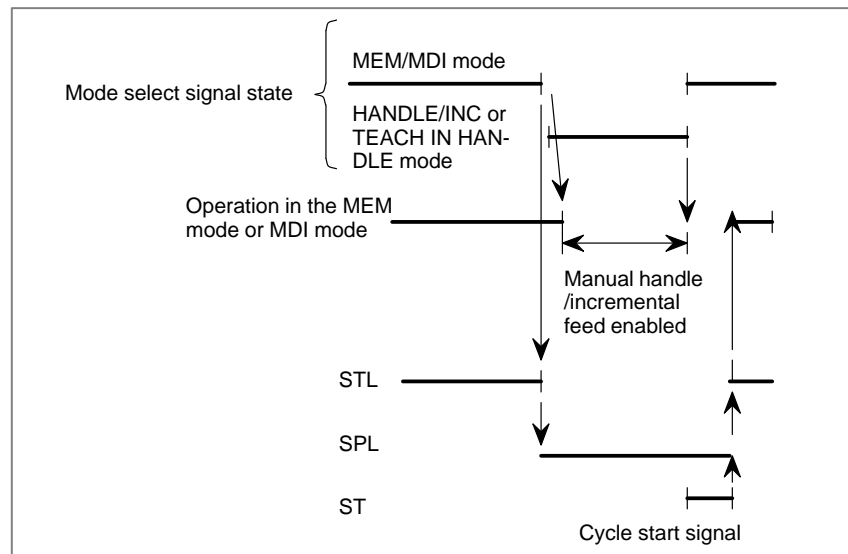 MEM/MDI mode
Mode select signal state
HANDLE/INC or
TEACH IN HAN-
DLE mode
Operation in the MEM
mode or MDI mode
Manual handle
/incremental
feed enabled
STL
SPL
ST
Cycle start signal